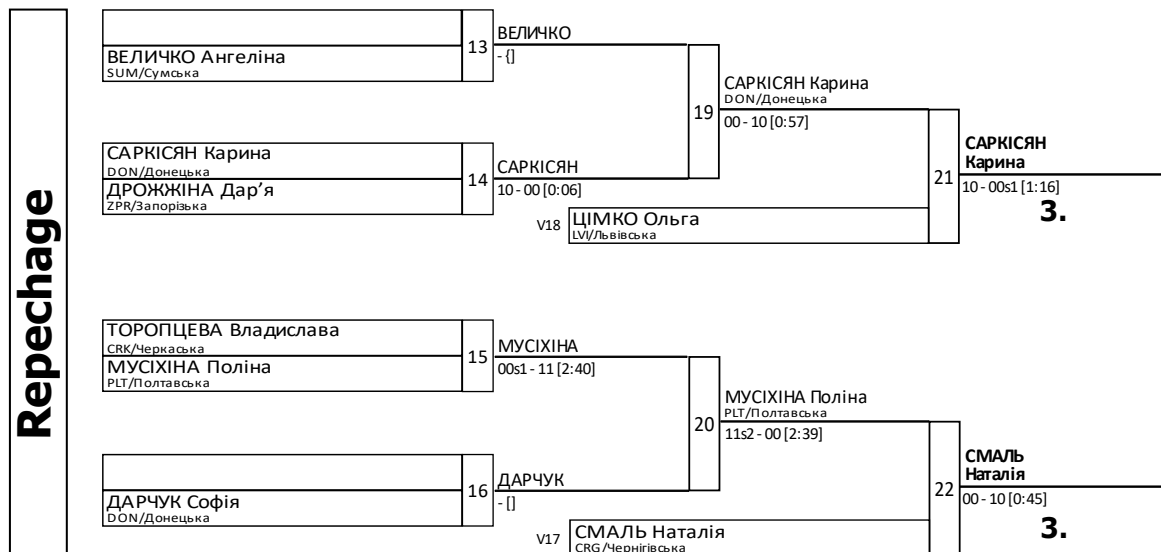 Repechage
ВЕЛИЧКО Ангеліна
SUM/Сумська
13
ВЕЛИЧКО
- {]
САРКІСЯН Карина
DON/Донецька
ДРОЖЖІНА Дар’я
ZPR/Запорізька
14
САРКІСЯН
10 - 00 [0:06]
19
САРКІСЯН Карина
DON/Донецька
00 - 10 [0:57]
V18
ЦІМКО Ольга
LVI/Львівська
21
САРКІСЯН
Карина
10 - 00s1 [1:16]
3.
ТОРОПЦЕВА Владислава
CRK/Черкаська
МУСІХІНА Поліна
PLT/Полтавська
15
МУСІХІНА
00s1 - 11 [2:40]
ДАРЧУК Софія
DON/Донецька
16
ДАРЧУК
- []
20
МУСІХІНА Поліна
PLT/Полтавська
11s2 - 00 [2:39]
V17
СМАЛЬ Наталія
CRG/Чернігівська
22
СМАЛЬ
Наталія
00 - 10 [0:45]
3.